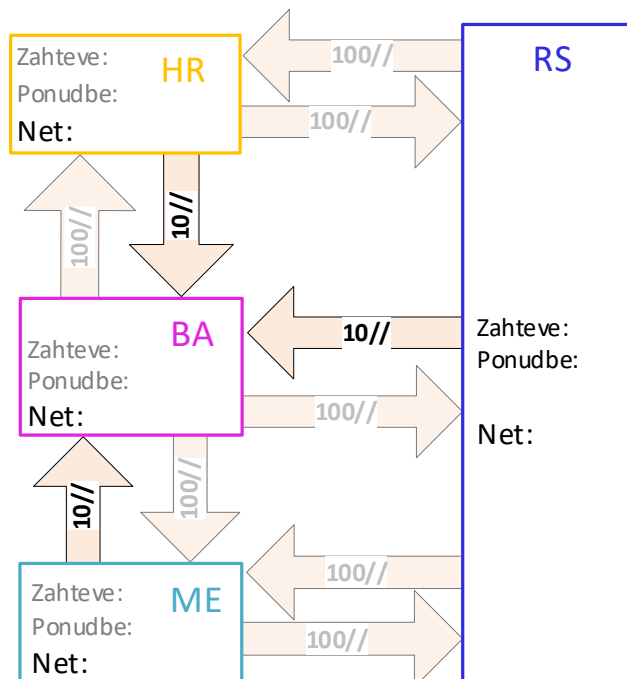 HR
Zahteve:
Ponudbe:
Net:
100//
100//
RS
100//
10//
BA
Zahteve:
Ponudbe:
Net:
10//
100//
Zahteve:
Ponudbe:
Net:
10//
100//
ME
Zahteve:
Ponudbe:
Net:
100//
100//